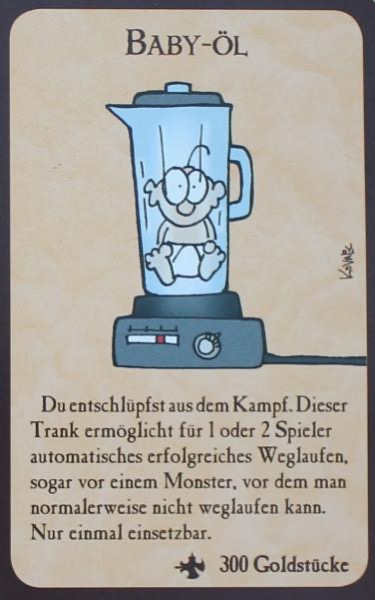 Baby-Öl
Kovalic
Du entschlüpfst aus dem Kampf. Dieser
Trank ermöglicht für 1 oder 2 Spieler
automatisches erfolgreiches Weglaufen,
sogar vor einem Monster, vor dem man
normalerweise nicht weglaufen kann.
Nur einmal einsetzbar.
300 Goldstücke